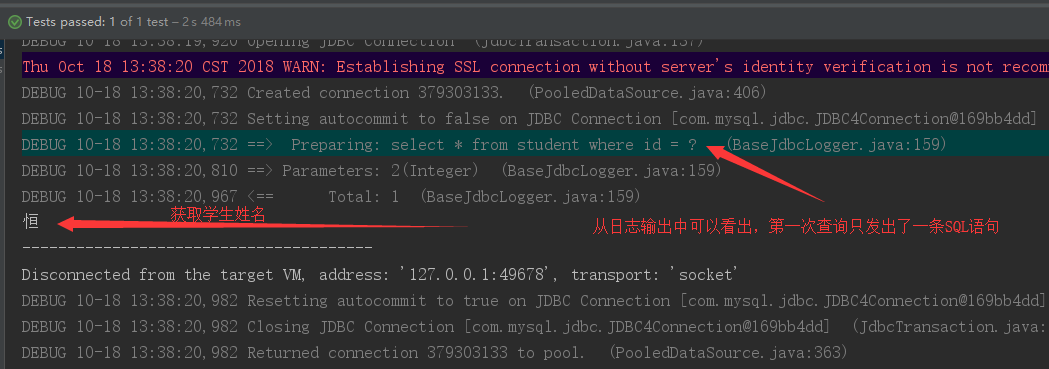 Tests passed: 1 of 1 test – 2 s 484 ms
DEBUG 10-18 13:38:19,920 Opening JDBC Connection  (JdbcTransaction.java:137)
Thu Oct 18 13:38:20 CST 2018 WARN: Establishing SSL connection without server's identity verification is not recom
DEBUG 10-18 13:38:20,732 Created connection 379303133.  (PooledDataSource.java:406)
DEBUG 10-18 13:38:20,732 Setting autocommit to false on JDBC Connection [com.mysql.jdbc.JDBC4Connection@169bb4dd]
DEBUG 10-18 13:38:20,732 ==>  Preparing: select * from student where id = ?  (BaseJdbcLogger.java:159)
DEBUG 10-18 13:38:20,810 ==> Parameters: 2(Integer)  (BaseJdbcLogger.java:159)
DEBUG 10-18 13:38:20,967 <==      Total: 1  (BaseJdbcLogger.java:159)
恒 获取学生姓名
从日志输出中可以看出，第一次查询只发出了一条SQL语句
---------------------------------------
Disconnected from the target VM, address: '127.0.0.1:49678', transport: 'socket'
DEBUG 10-18 13:38:20,982 Resetting autocommit to true on JDBC Connection [com.mysql.jdbc.JDBC4Connection@169bb4dd]
DEBUG 10-18 13:38:20,982 Closing JDBC Connection [com.mysql.jdbc.JDBC4Connection@169bb4dd]  (JdbcTransaction.java:
DEBUG 10-18 13:38:20,982 Returned connection 379303133 to pool.  (PooledDataSource.java:363)